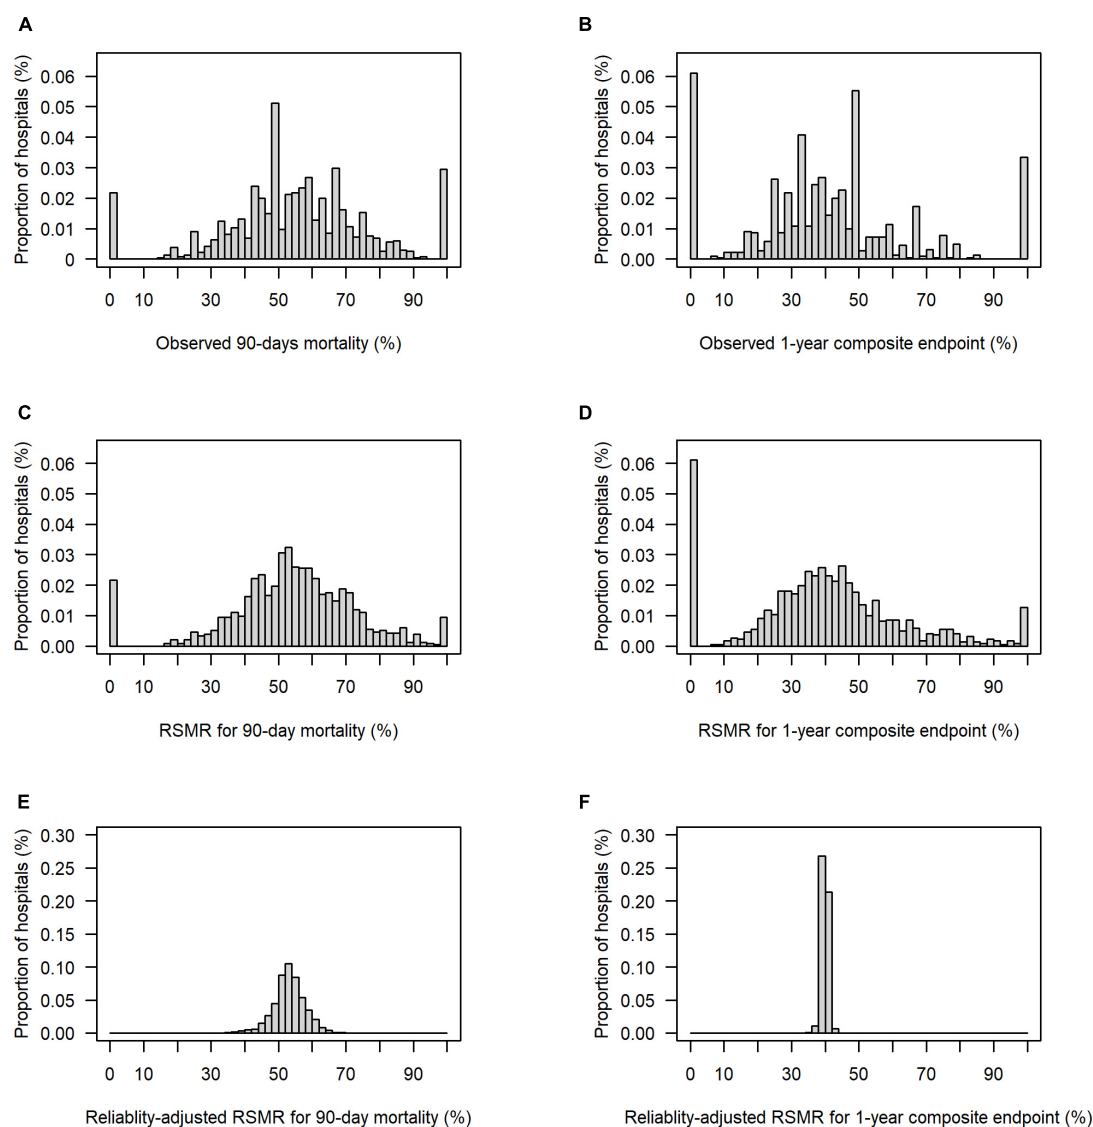 A
Proportion of hospitals (%)
0.06
0.05
0.04
0.03
0.02
0.01
0
0 10 30 50 70 90
Observed 90-days mortality (%)
B
Proportion of hospitals (%)
0.06
0.05
0.04
0.03
0.02
0.01
0.00
0 10 30 50 70 90
Observed 1-year composite endpoint (%)
C
Proportion of hospitals (%)
0.06
0.05
0.04
0.03
0.02
0.01
0.00
0 10 30 50 70 90
RSMR for 90-day mortality (%)
D
Proportion of hospitals (%)
0.06
0.05
0.04
0.03
0.02
0.01
0.00
0 10 30 50 70 90
RSMR for 1-year composite endpoint (%)
E
Proportion of hospitals (%)
0.30
0.25
0.20
0.15
0.10
0.05
0.00
0 10 30 50 70 90
Reliablity-adjusted RSMR for 90-day mortality (%)
F
Proportion of hospitals (%)
0.30
0.25
0.20
0.15
0.10
0.05
0.00
0 10 30 50 70 90
Reliablity-adjusted RSMR for 1-year composite endpoint (%)